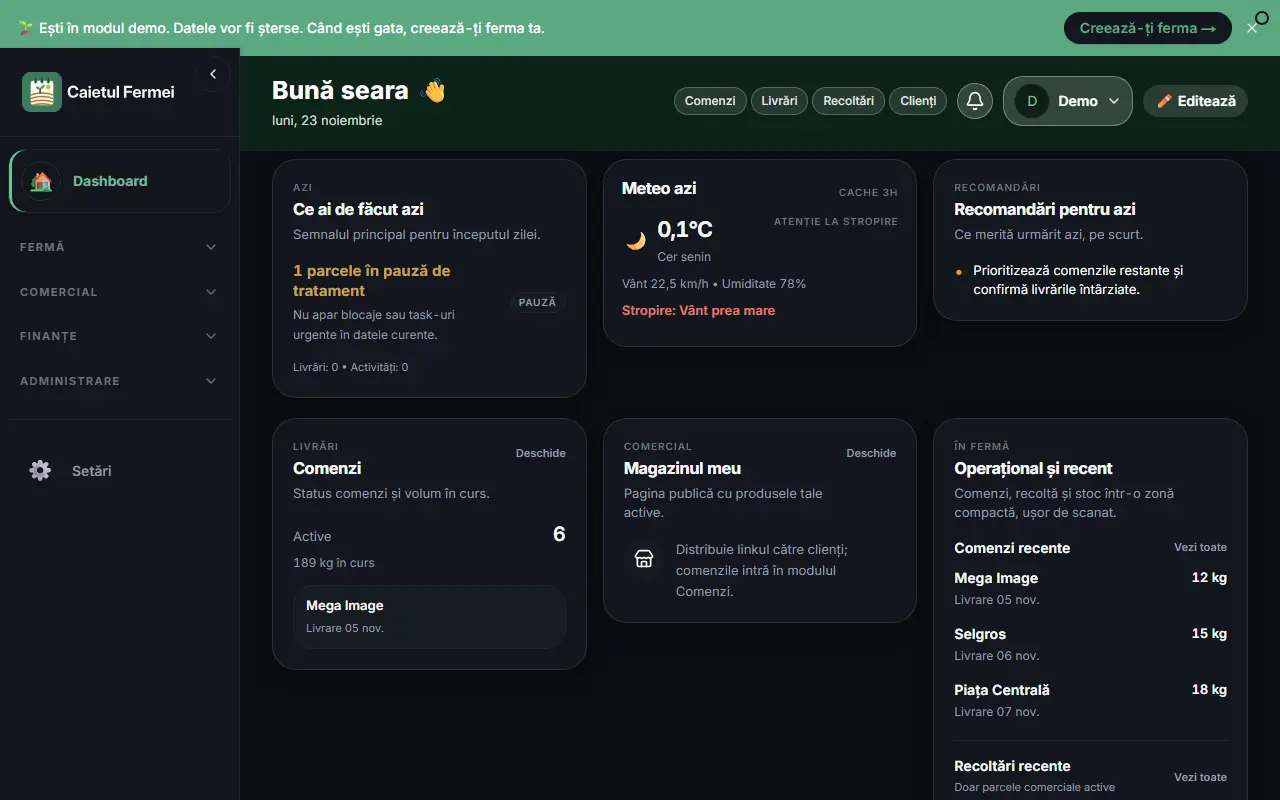 🌱 Ești în modul demo. Datele vor fi șterse. Când ești gata, creează-ți ferma ta.
Creează-ți ferma →
Caietul Fermei
Dashboard
FERMĂ
COMERCIAL
FINANȚE
ADMINISTRARE
Setări
Bună seara 👋
luni, 23 noiembrie
Comenzi
Livrări
Recoltări
Clienți
D
Demo
Editează
AZI
Ce ai de făcut azi
Semnalul principal pentru începutul zilei.
1 parcele în pauză de
tratament
PAUZĂ
Nu apar blocaje sau task-uri
urgente în datele curente.
Livrări: 0 • Activități: 0
Meteo azi
CACHE 3H
ATENȚIE LA STROPIRE
0,1°C
Cer senin
Vânt 22,5 km/h • Umiditate 78%
Stropire: Vânt prea mare
RECOMANDĂRI
Recomandări pentru azi
Ce merită urmărit azi, pe scurt.
Prioritizează comenzile restante și
confirmă livrările întârziate.
LIVRĂRI
Comenzi
Deschide
Status comenzi și volum în curs.
Active
6
189 kg în curs
Mega Image
Livrare 05 nov.
COMERCIAL
Magazinul meu
Deschide
Pagina publică cu produsele tale
active.
Distribuie linkul către clienți;
comenzile intră în modulul
Comenzi.
ÎN FERMĂ
Operațional și recent
Comenzi, recoltă și stoc într-o zonă
compactă, ușor de scanat.
Comenzi recente
Vezi toate
Mega Image
12 kg
Livrare 05 nov.
Selgros
15 kg
Livrare 06 nov.
Piața Centrală
18 kg
Livrare 07 nov.
Recoltări recente
Vezi toate
Doar parcele comerciale active